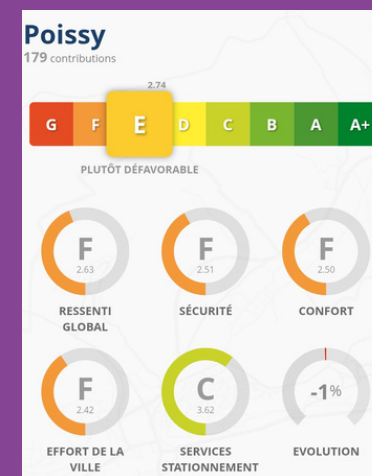 Poissy
179 contributions
2.74
G F E D C B A A+
PLUTÔT DÉFAVORABLE
F F F
2.63 2.51 2.50
RESSENTI GLOBAL
SÉCURITÉ
CONFORT
F C -1%
2.42 3.62
EFFORT DE LA VILLE
SERVICES STATIONNEMENT
EVOLUTION